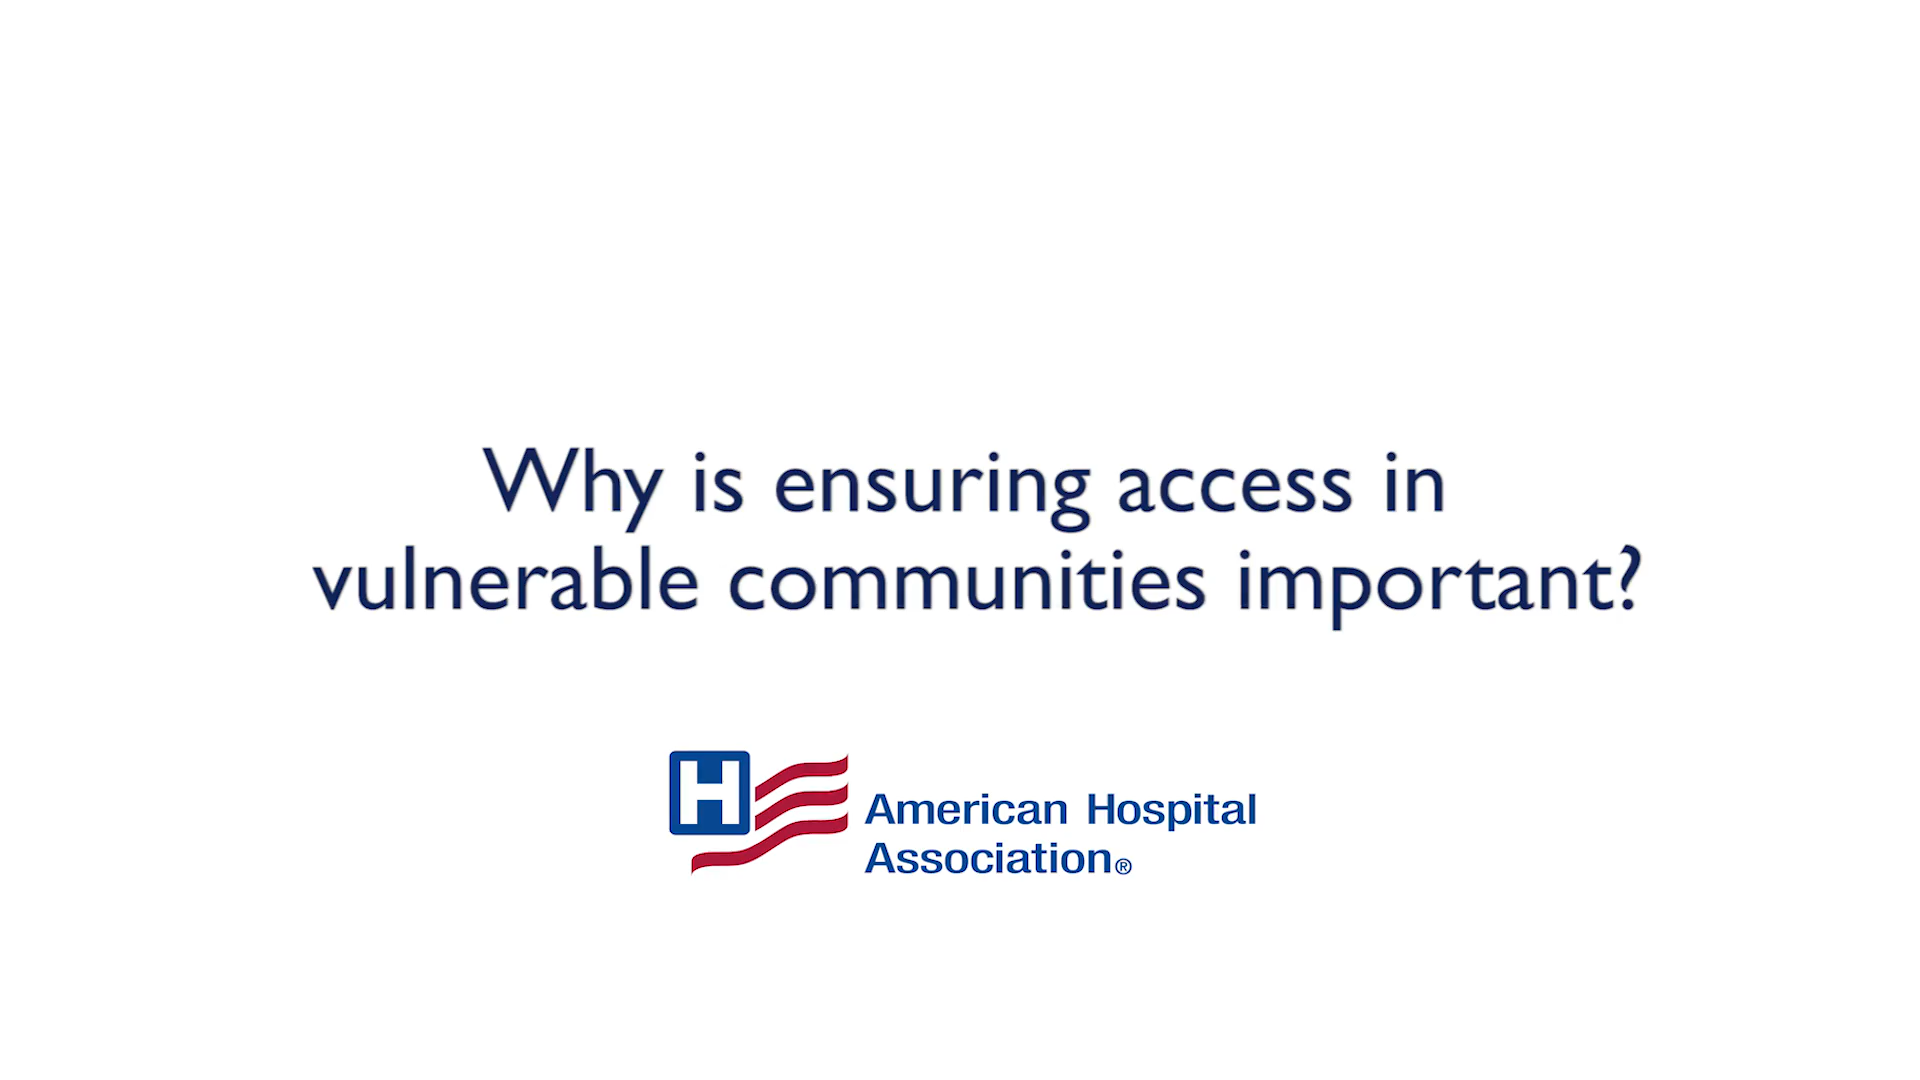 Why is ensuring access in
vulnerable communities important?
H
American Hospital
Association®